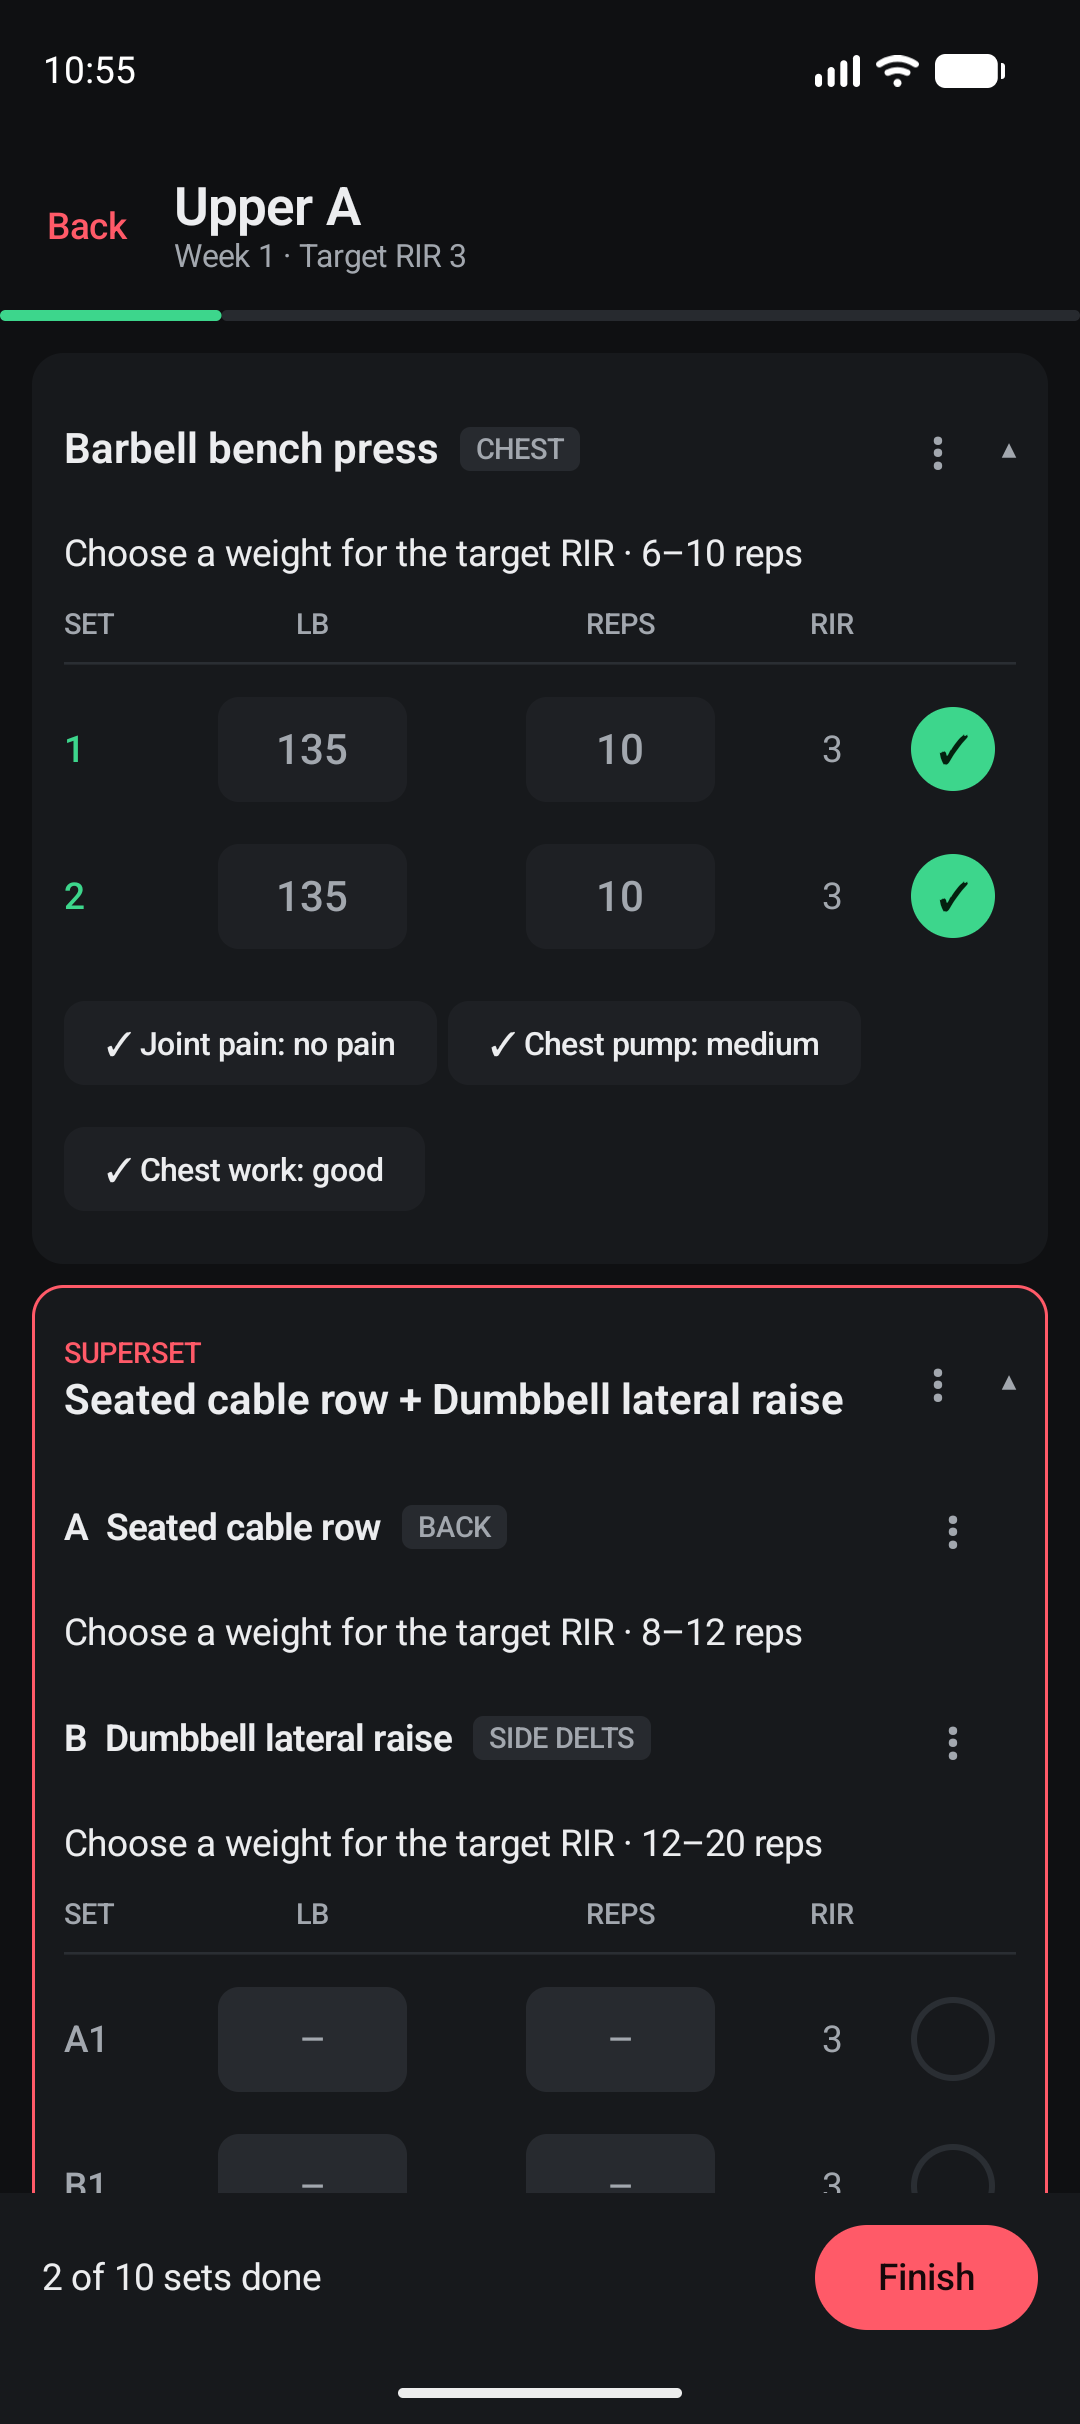 10:55
Back
Upper A
Week 1 · Target RIR 3
Barbell bench press CHEST
Choose a weight for the target RIR · 6–10 reps
SET LB REPS RIR
1 135 10 3 ✓
2 135 10 3 ✓
✓ Joint pain: no pain ✓ Chest pump: medium
✓ Chest work: good
SUPERSET
Seated cable row + Dumbbell lateral raise
A Seated cable row BACK
Choose a weight for the target RIR · 8–12 reps
B Dumbbell lateral raise SIDE DELTS
Choose a weight for the target RIR · 12–20 reps
SET LB REPS RIR
A1 – – 3
B1 – – 3
2 of 10 sets done Finish